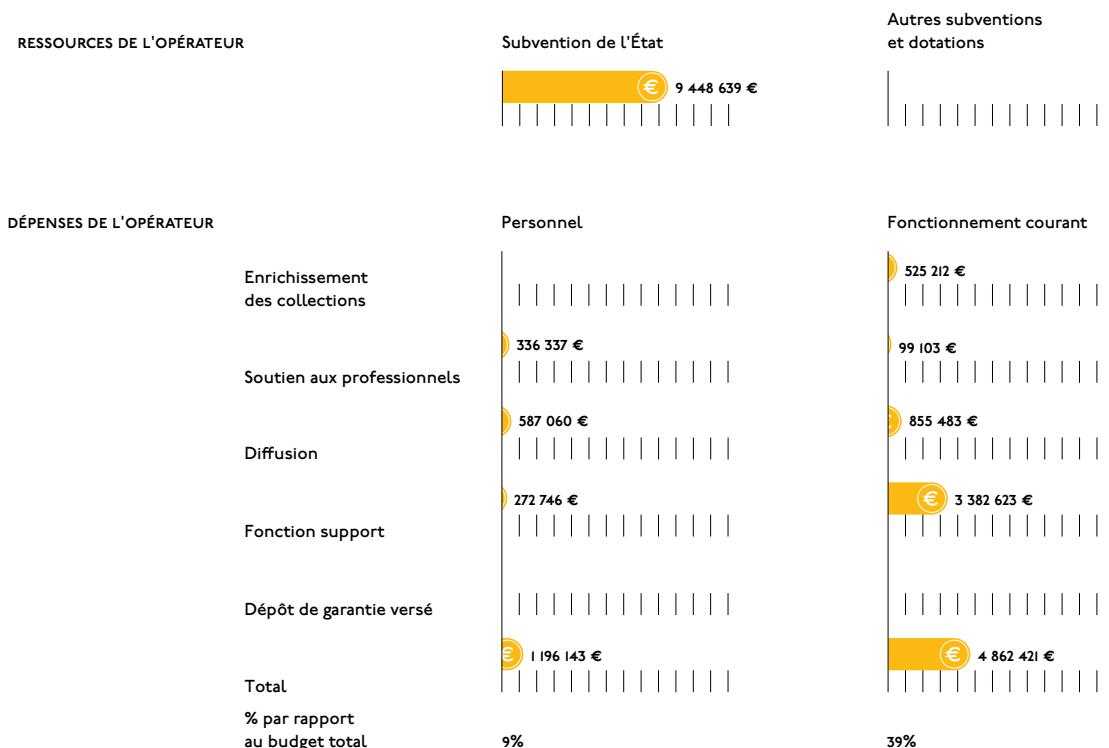 RESSOURCES DE L'OPÉRATEUR
Subvention de l'État
Autres subventions
et dotations
9 448 639 €
DÉPENSES DE L'OPÉRATEUR
Personnel
Fonctionnement courant
Enrichissement
des collections
525 212 €
Soutien aux professionnels
336 337 €
99 103 €
Diffusion
587 060 €
855 483 €
Fonction support
272 746 €
3 382 623 €
Dépôt de garantie versé
Total
1 196 143 €
4 862 421 €
% par rapport
au budget total
9%
39%